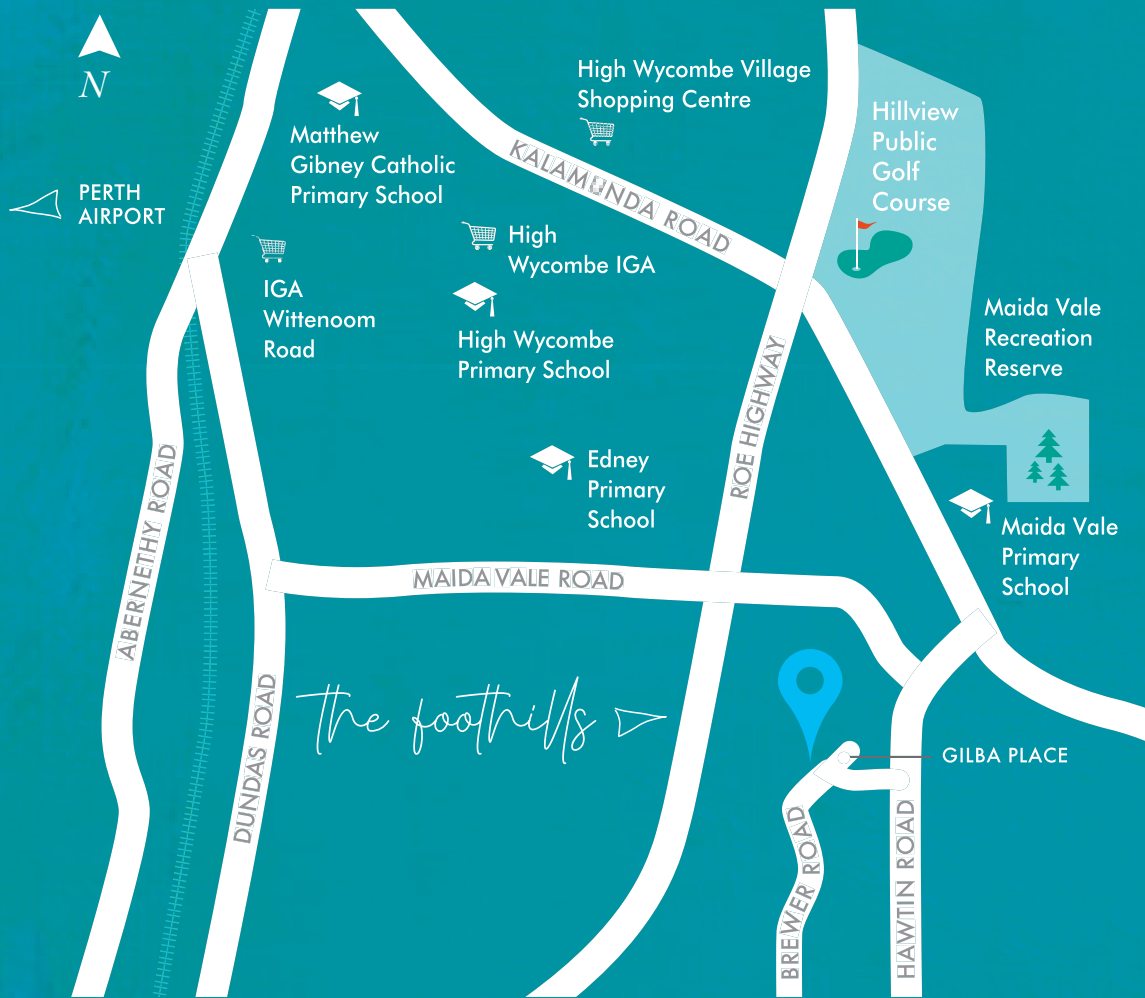 N
PERTH
AIRPORT
Matthew
Gibney Catholic
Primary School
High Wycombe Village
Shopping Centre
Hillview
Public
Golf
Course
KALAMUNDA ROAD
High
Wycombe IGA
IGA
Wittenoom
Road
High Wycombe
Primary School
Maida Vale
Recreation
Reserve
ROE HIGHWAY
Edney
Primary
School
Maida Vale
Primary
School
ABERNETHY ROAD
MAIDA VALE ROAD
DUNDAS ROAD
the foothills
GILBA PLACE
BREWER ROAD
HAWTIN ROAD